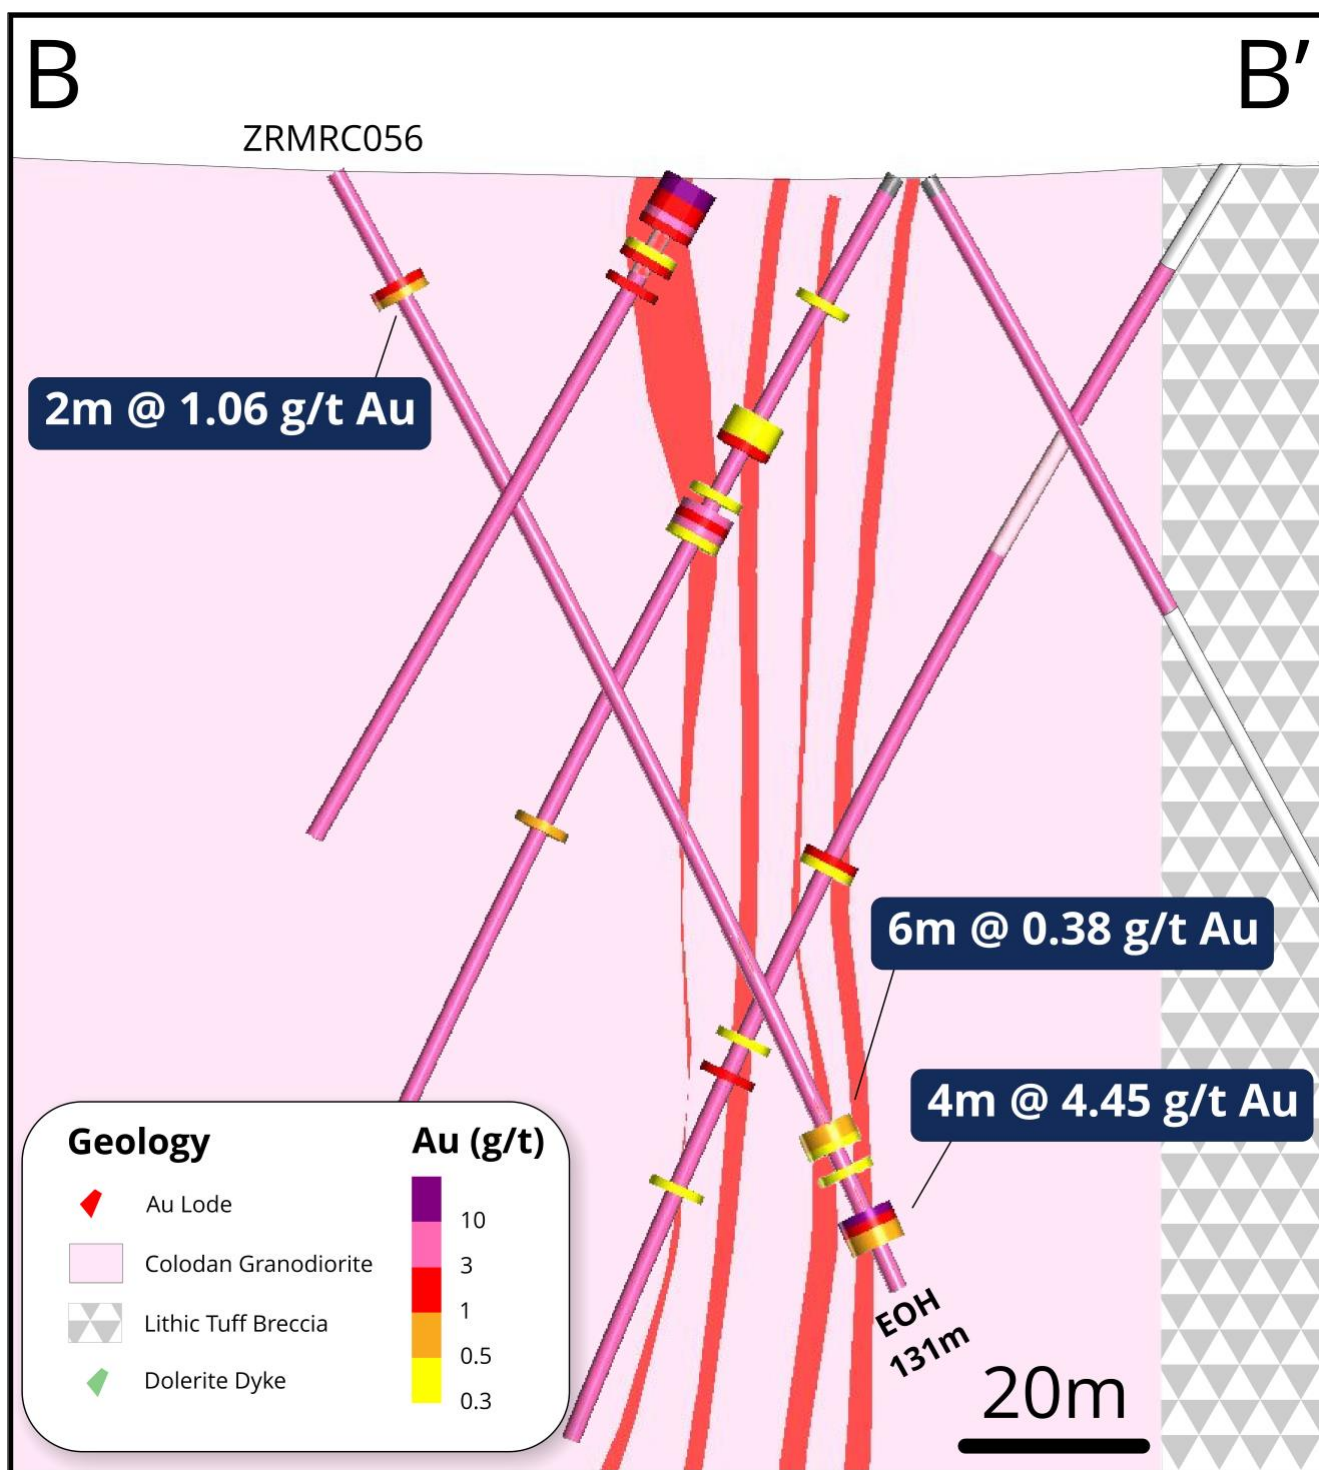 B
B’
ZRMRC056
2m @ 1.06 g/t Au
6m @ 0.38 g/t Au
4m @ 4.45 g/t Au
EOH
131m
20m
Geology
Au Lode
Colodan Granodiorite
Lithic Tuff Breccia
Dolerite Dyke
Au (g/t)
10
3
1
0.5
0.3